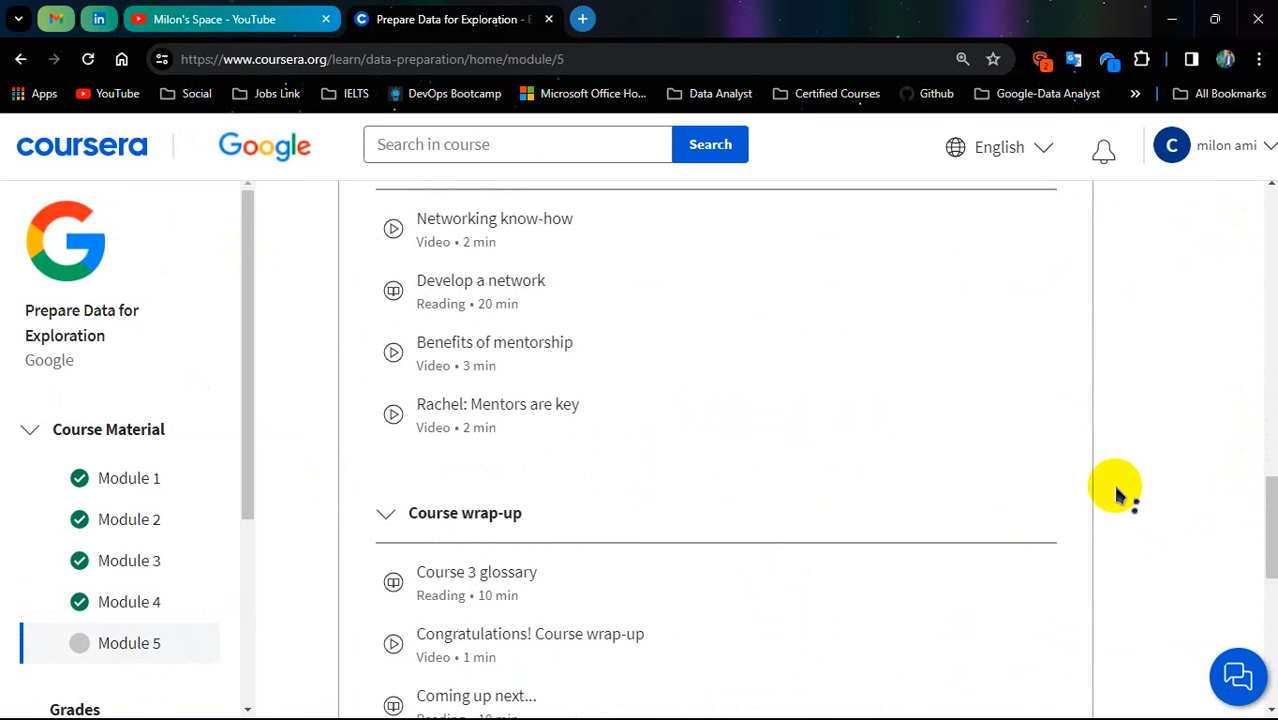 Milon's Space - YouTube
Prepare Data for Exploration - E
https://www.coursera.org/learn/data-preparation/home/module/5
2
Apps
YouTube
Social
Jobs Link
IELTS
DevOps Bootcamp
Microsoft Office Ho...
Data Analyst
Certified Courses
Github
Google-Data Analyst
»
All Bookmarks
coursera
Google
Search in course
Search
English
C
milon ami
Prepare Data for
Exploration
Google
Course Material
Module 1
Module 2
Module 3
Module 4
Module 5
Grades
Networking know-how
Video • 2 min
Develop a network
Reading • 20 min
Benefits of mentorship
Video • 3 min
Rachel: Mentors are key
Video • 2 min
Course wrap-up
Course 3 glossary
Reading • 10 min
Congratulations! Course wrap-up
Video • 1 min
Coming up next...
Reading • 10 min